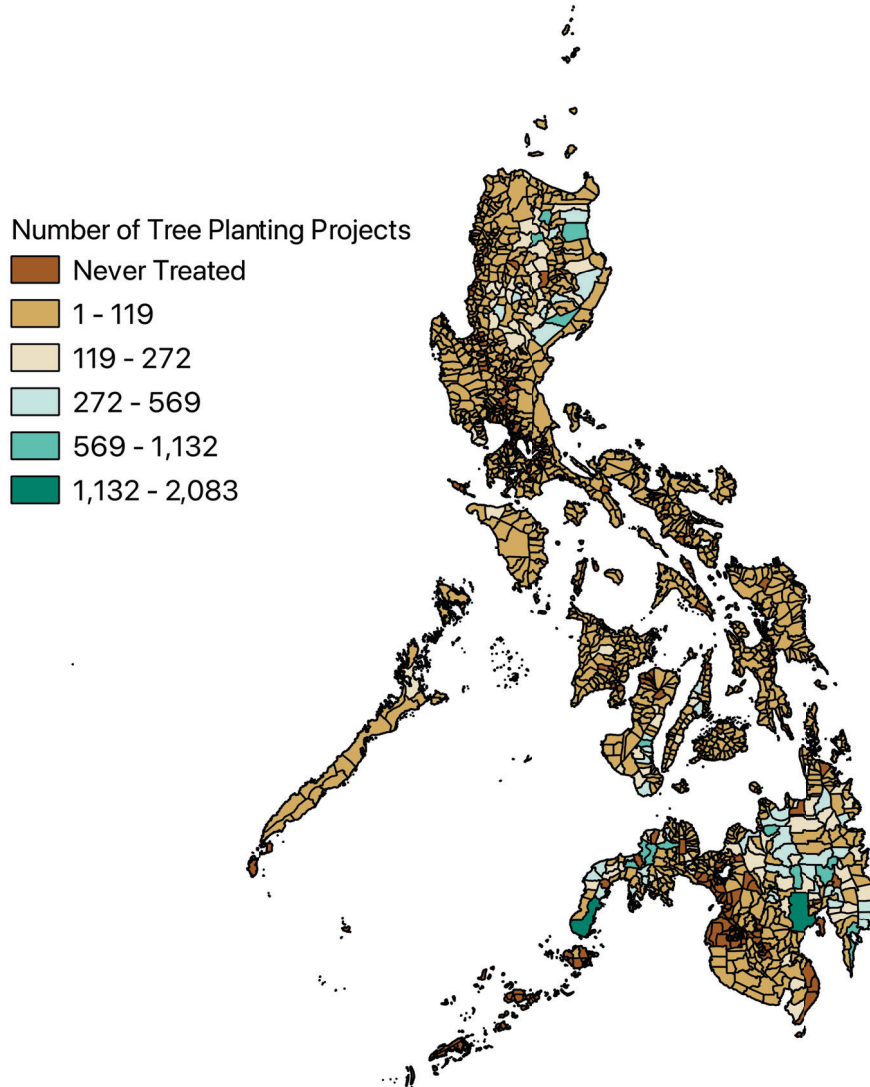 Number of Tree Planting Projects
Never Treated
1 - 119
119 - 272
272 - 569
569 - 1,132
1,132 - 2,083